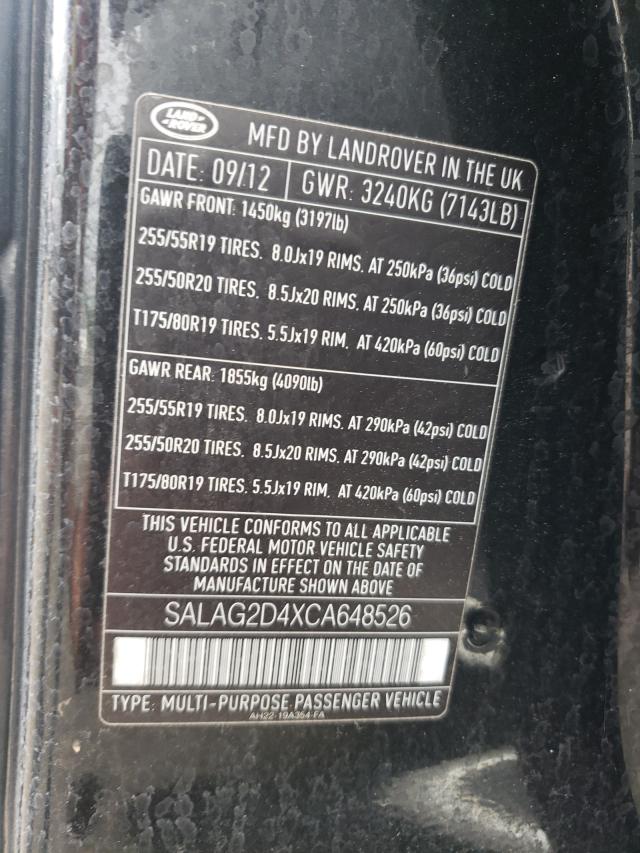 LAND ROVER
MFD BY LANDROVER IN THE UK
DATE: 09/12 GWR: 3240KG (7143LB)
GAWR FRONT: 1450kg (3197lb)
255/55R19 TIRES. 8.0Jx19 RIMS. AT 250kPa (36psi) COLD
255/50R20 TIRES. 8.5Jx20 RIMS. AT 250kPa (36psi) COLD
T175/80R19 TIRES. 5.5Jx19 RIM. AT 420kPa (60psi) COLD
GAWR REAR: 1855kg (4090lb)
255/55R19 TIRES. 8.0Jx19 RIMS. AT 290kPa (42psi) COLD
255/50R20 TIRES. 8.5Jx20 RIMS. AT 290kPa (42psi) COLD
T175/80R19 TIRES. 5.5Jx19 RIM. AT 420kPa (60psi) COLD
THIS VEHICLE CONFORMS TO ALL APPLICABLE
U.S. FEDERAL MOTOR VEHICLE SAFETY
STANDARDS IN EFFECT ON THE DATE OF
MANUFACTURE SHOWN ABOVE
SALAG2D4XCA648526
TYPE: MULTI-PURPOSE PASSENGER VEHICLE
AH22-19A354-FA